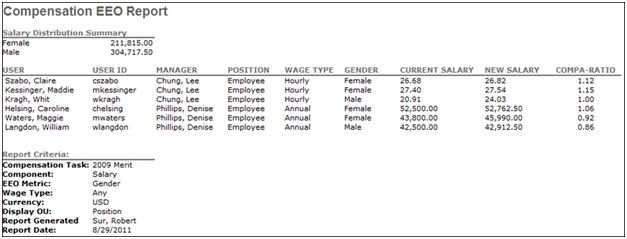 Compensation EEO Report
Salary Distribution Summary
Female 211,815.00
Male 304,717.50
USER USER ID MANAGER POSITION WAGE TYPE GENDER CURRENT SALARY NEW SALARY COMPA-RATIO
Szabo, Claire cszabo Chung, Lee Employee Hourly Female 26.68 26.82 1.12
Kessinger, Maddie mkessinger Chung, Lee Employee Hourly Female 27.40 27.54 1.15
Kragh, Whit wkragh Chung, Lee Employee Hourly Male 20.91 24.03 1.00
Helsing, Caroline chelsing Phillips, Denise Employee Annual Female 52,500.00 52,762.50 1.06
Waters, Maggie mwaters Phillips, Denise Employee Annual Female 43,800.00 45,990.00 0.92
Langdon, William wlangdon Phillips, Denise Employee Annual Male 42,500.00 42,912.50 0.86
Report Criteria:
Compensation Task: 2009 Merit
Component: Salary
EEO Metric: Gender
Wage Type: Any
Currency: USD
Display OU: Position
Report Generated Sur, Robert
Report Date: 8/29/2011